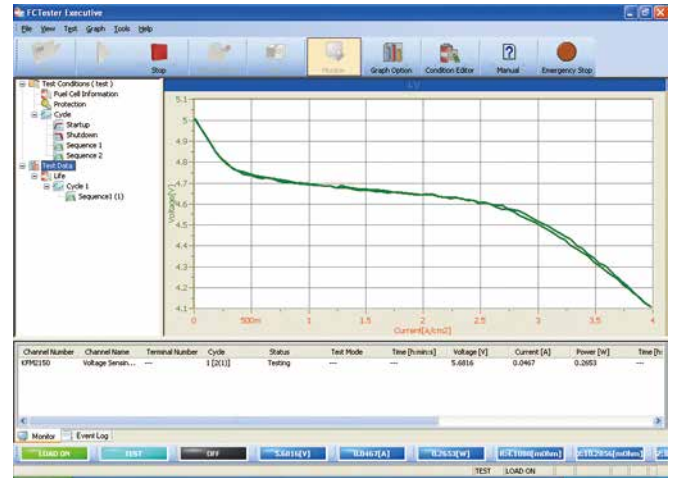 FCTester Executive
File View Test Graph Tools Help
Stop Monitor Graph Option Condition Editor Manual Emergency Stop
Test Conditions ( test )
Fuel Cell Information
Protection
Cycle
Startup
Shutdown
Sequence 1
Sequence 2
Test Data
Life
Cycle 1
Sequence1 (1)
I-V
5.1
5
4.9
4.8
4.7
4.6
4.5
4.4
4.3
4.2
4.1
Voltage[V]
0 500m 1 1.5 2 2.5 3 3.5 4
Current[A/cm2]
Channel Number Channel Name Terminal Number Cycle Status Test Mode Time [h:min:s] Voltage [V] Current [A] Power [W] Time [h:
KFM2150 Voltage Sensin... --- 1 [2(1)] Testing --- --- 5.6816 0.0467 0.2653 ---
Monitor Event Log
LOAD ON TEST OFF 5.6816[V] 0.0467[A] 0.2653[W]
TEST LOAD ON